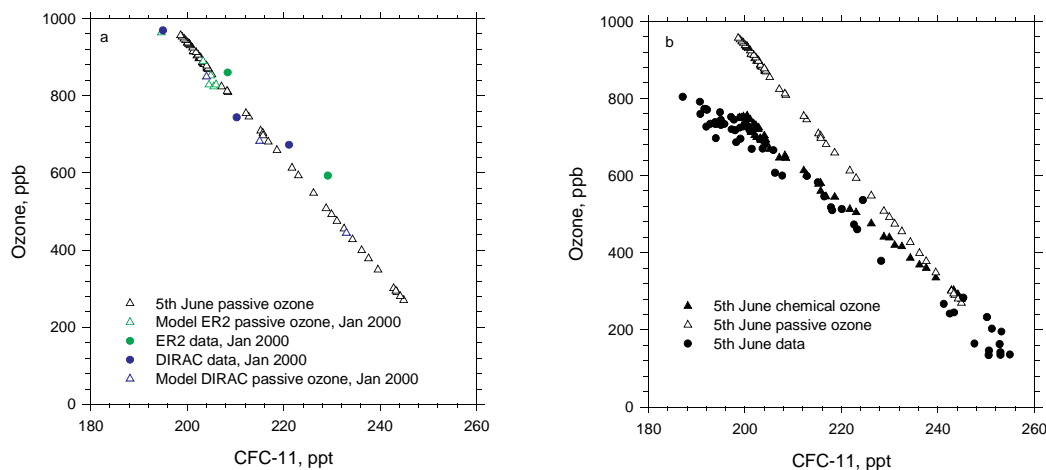 a
1000
800
600
400
200
0
180 200 220 240 260
Ozone, ppb
CFC-11, ppt
5th June passive ozone
Model ER2 passive ozone, Jan 2000
ER2 data, Jan 2000
DIRAC data, Jan 2000
Model DIRAC passive ozone, Jan 2000
b
1000
800
600
400
200
0
180 200 220 240 260
Ozone, ppb
CFC-11, ppt
5th June chemical ozone
5th June passive ozone
5th June data